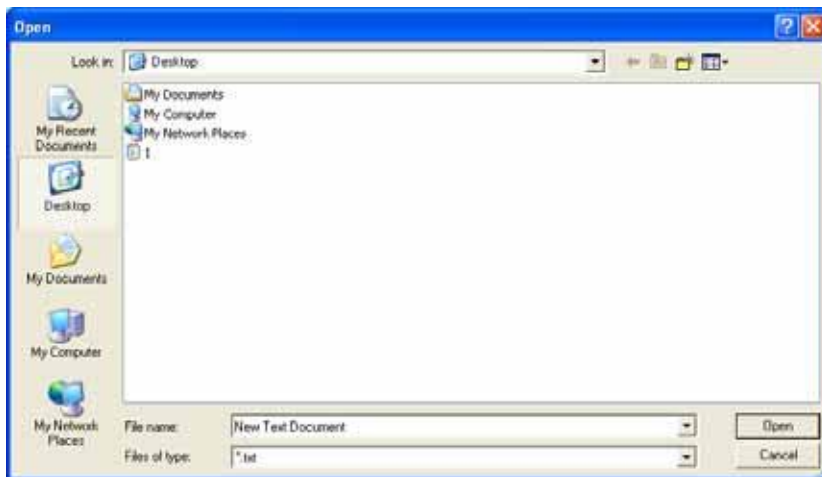 Open
Look in: Desktop
My Documents
My Computer
My Network Places
1
My Recent
Documents
Desktop
My Documents
My Computer
My Network
Places
File name: New Text Document Open
Files of type: *.txt Cancel